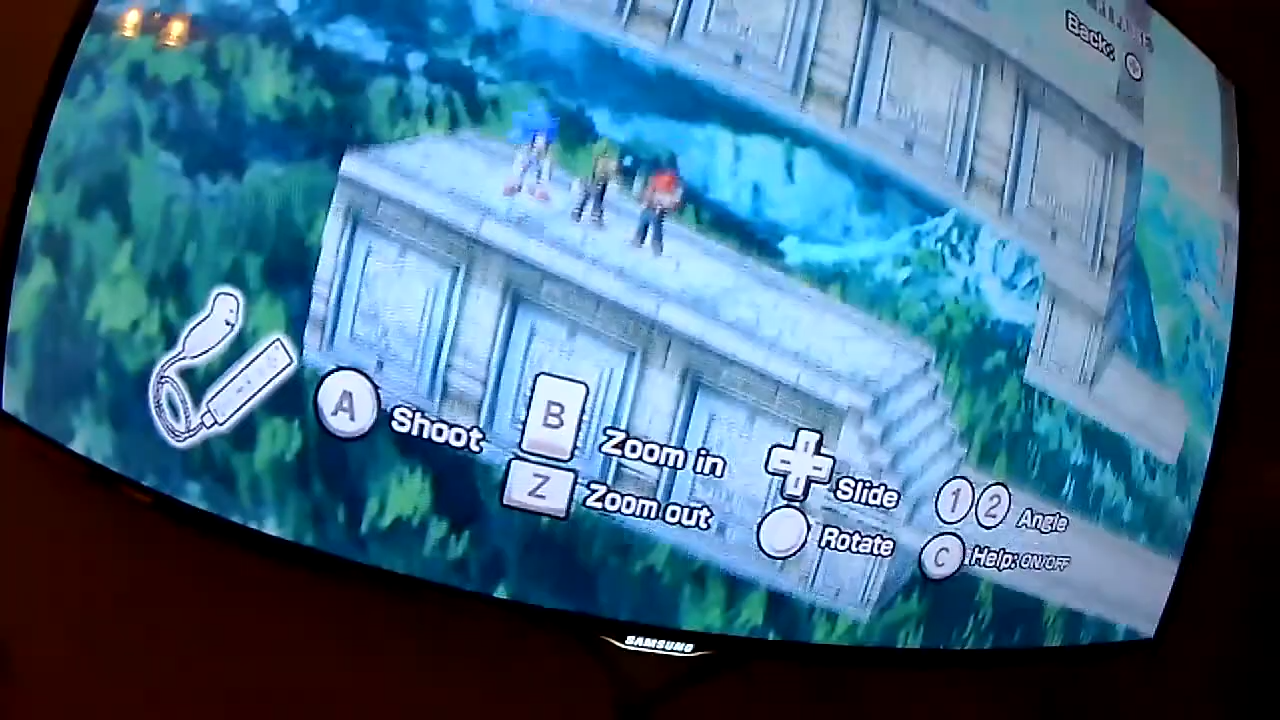 Back:
A Shoot
B Zoom in
Z Zoom out
Slide
Rotate
1 2 Angle
C Help: ON/OFF
SAMSUNG